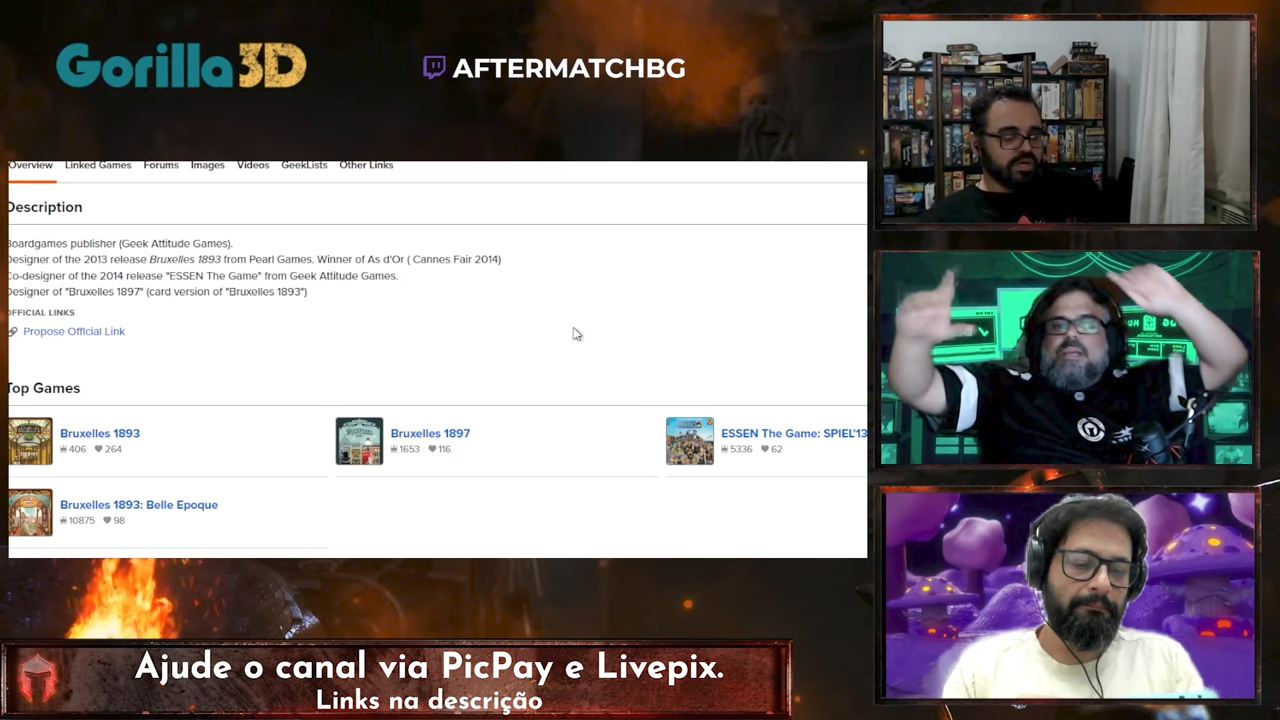 Gorilla3D
AFTERMATCHBG
Overview Linked Games Forums Images Videos GeekLists Other Links
Description
Boardgames publisher (Geek Attitude Games).
Designer of the 2013 release Bruxelles 1893 from Pearl Games. Winner of As d'Or ( Cannes Fair 2014)
Co-designer of the 2014 release "ESSEN The Game" from Geek Attitude Games.
Designer of "Bruxelles 1897" (card version of "Bruxelles 1893")
OFFICIAL LINKS
Propose Official Link
Top Games
Bruxelles 1893
406 264
Bruxelles 1897
1653 116
ESSEN The Game: SPIEL'13
5336 62
Bruxelles 1893: Belle Epoque
10875 98
Ajude o canal via PicPay e Livepix.
Links na descrição